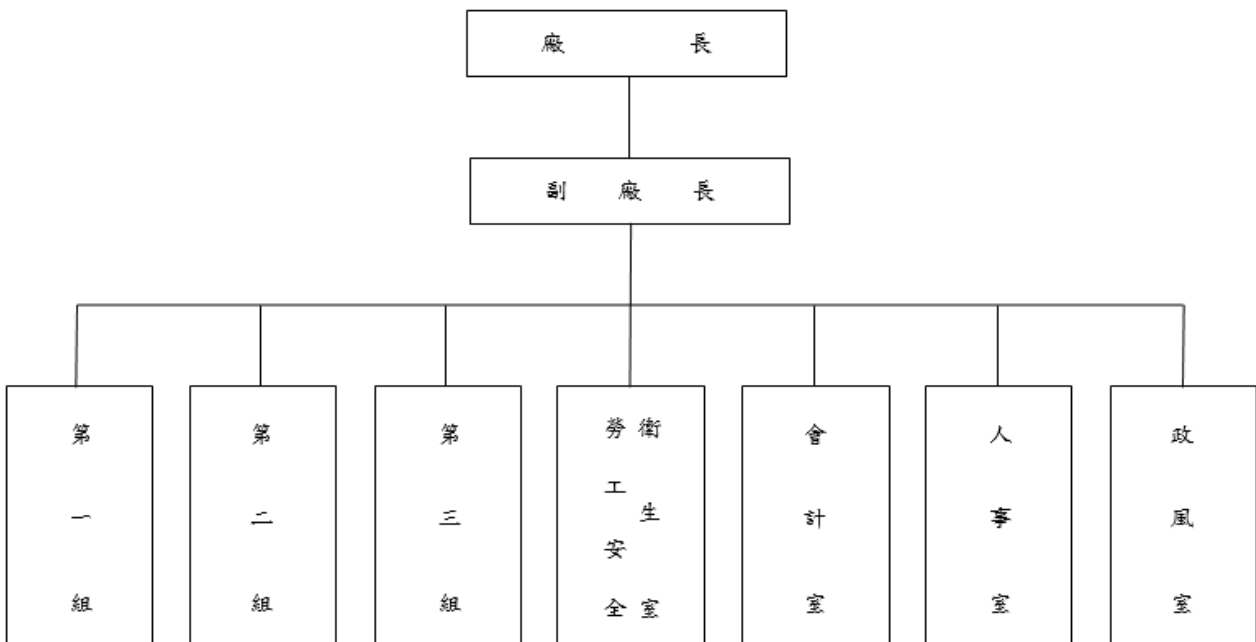 廠長
副廠長
第一組
第二組
第三組
勞工安全
衛生室
會計室
人事室
政風室